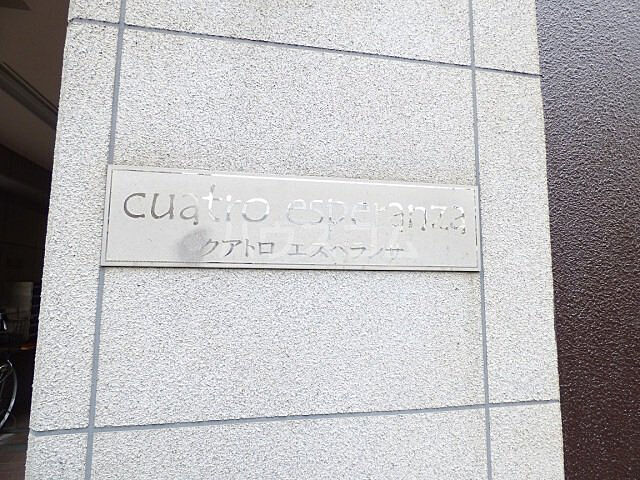 cuatro esperanza
クアトロ エスペランサ